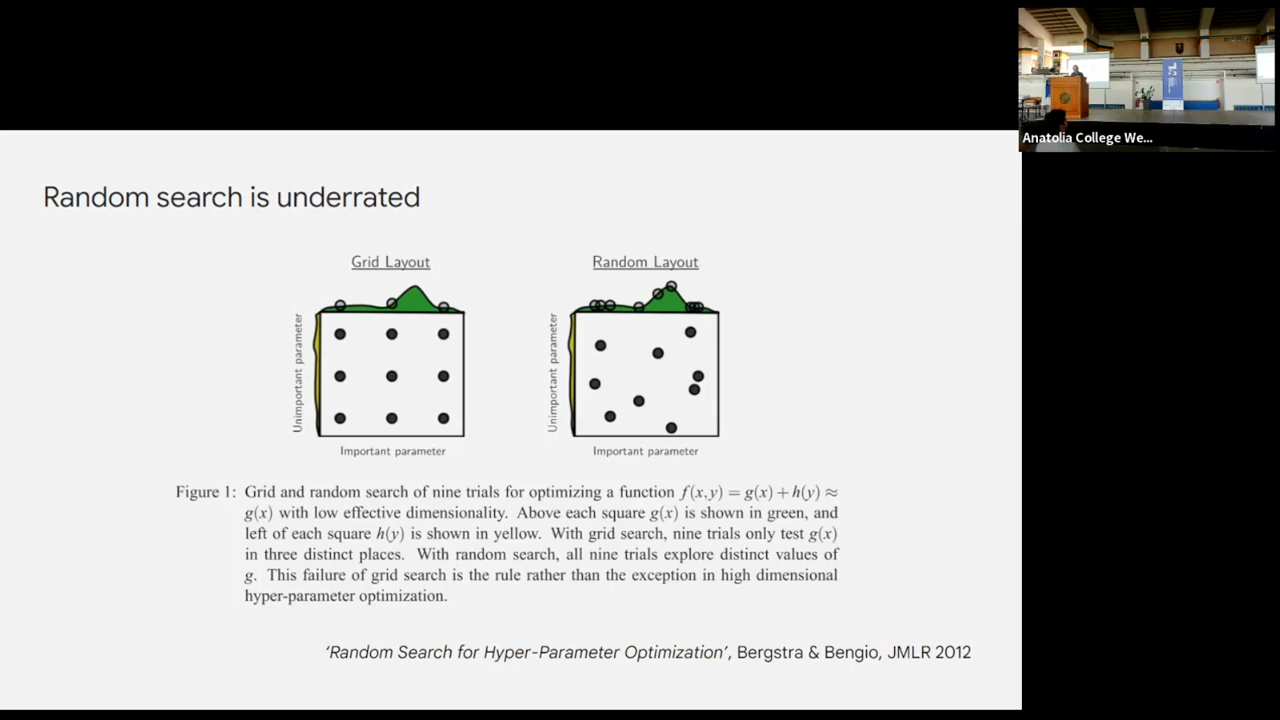 Anatolia College We...
Random search is underrated
Grid Layout
Random Layout
Unimportant parameter
Unimportant parameter
Important parameter
Important parameter
Figure 1: Grid and random search of nine trials for optimizing a function f(x,y) = g(x) + h(y) ≈
g(x) with low effective dimensionality. Above each square g(x) is shown in green, and
left of each square h(y) is shown in yellow. With grid search, nine trials only test g(x)
in three distinct places. With random search, all nine trials explore distinct values of
g. This failure of grid search is the rule rather than the exception in high dimensional
hyper-parameter optimization.
‘Random Search for Hyper-Parameter Optimization’, Bergstra & Bengio, JMLR 2012